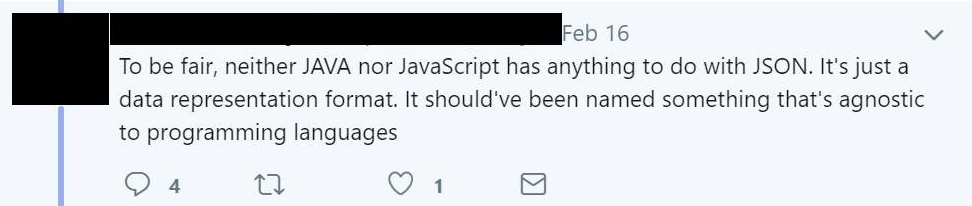 Feb 16
To be fair, neither JAVA nor JavaScript has anything to do with JSON. It's just a
data representation format. It should've been named something that's agnostic
to programming languages
4 1